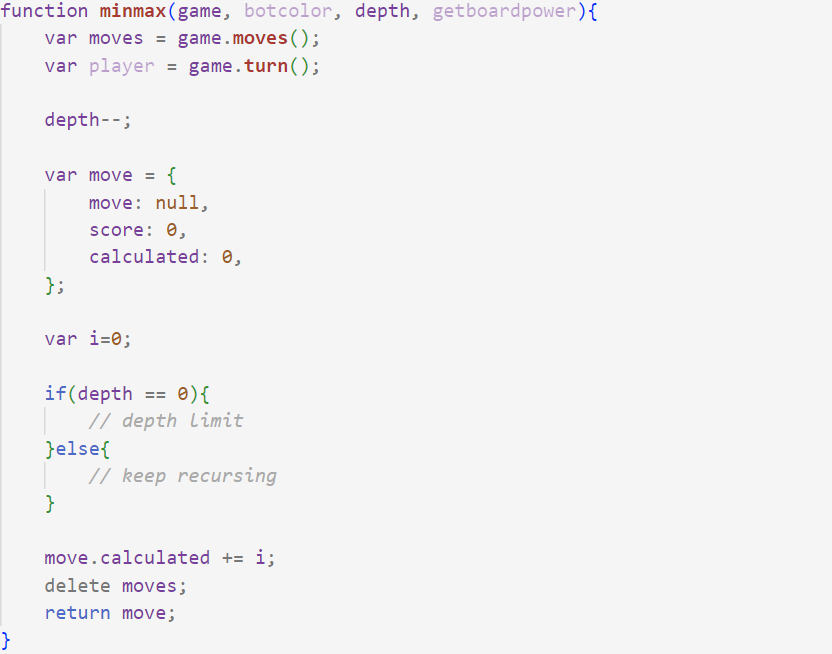 function minmax(game, botcolor, depth, getboardpower){
    var moves = game.moves();
    var player = game.turn();

    depth--;

    var move = {
        move: null,
        score: 0,
        calculated: 0,
    };

    var i=0;

    if(depth == 0){
        // depth limit
    }else{
        // keep recursing
    }

    move.calculated += i;
    delete moves;
    return move;
}